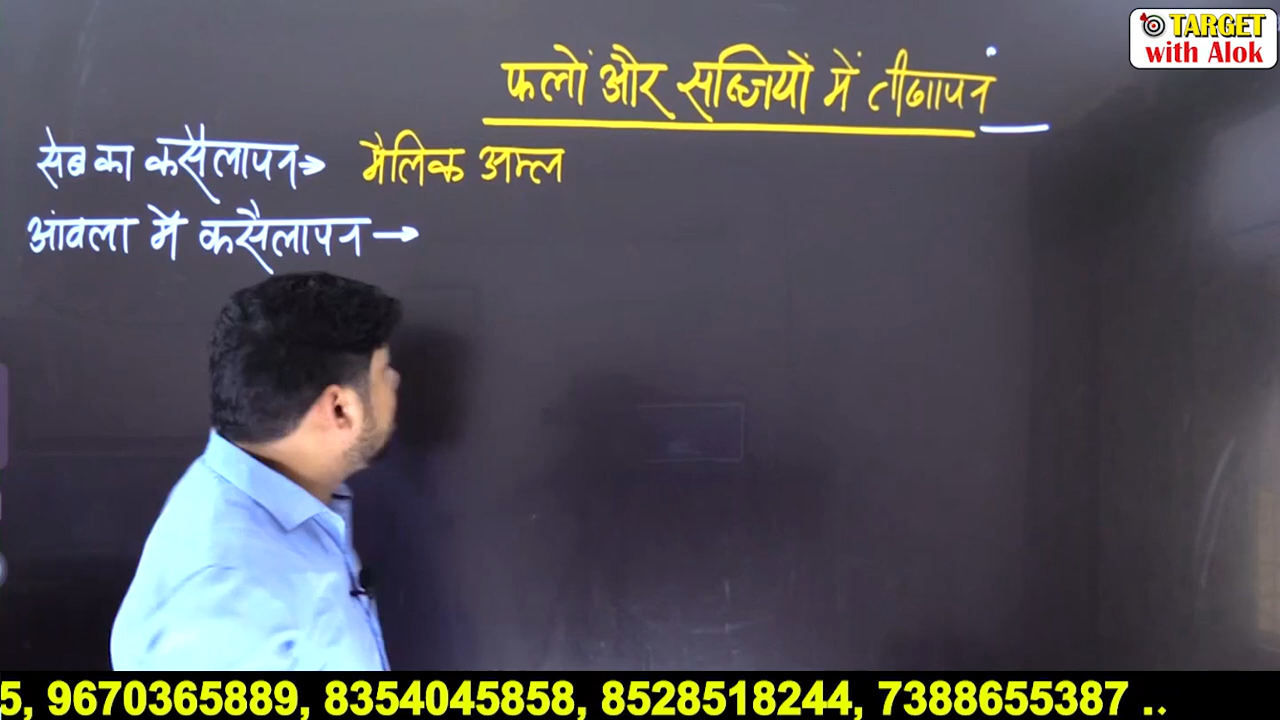 TARGET
with Alok
फलों और सब्जियों में तीखापन
सेब का कसैलापन→ मैलिक अम्ल
आंवला में कसैलापन →
5, 9670365889, 8354045858, 8528518244, 7388655387 ..